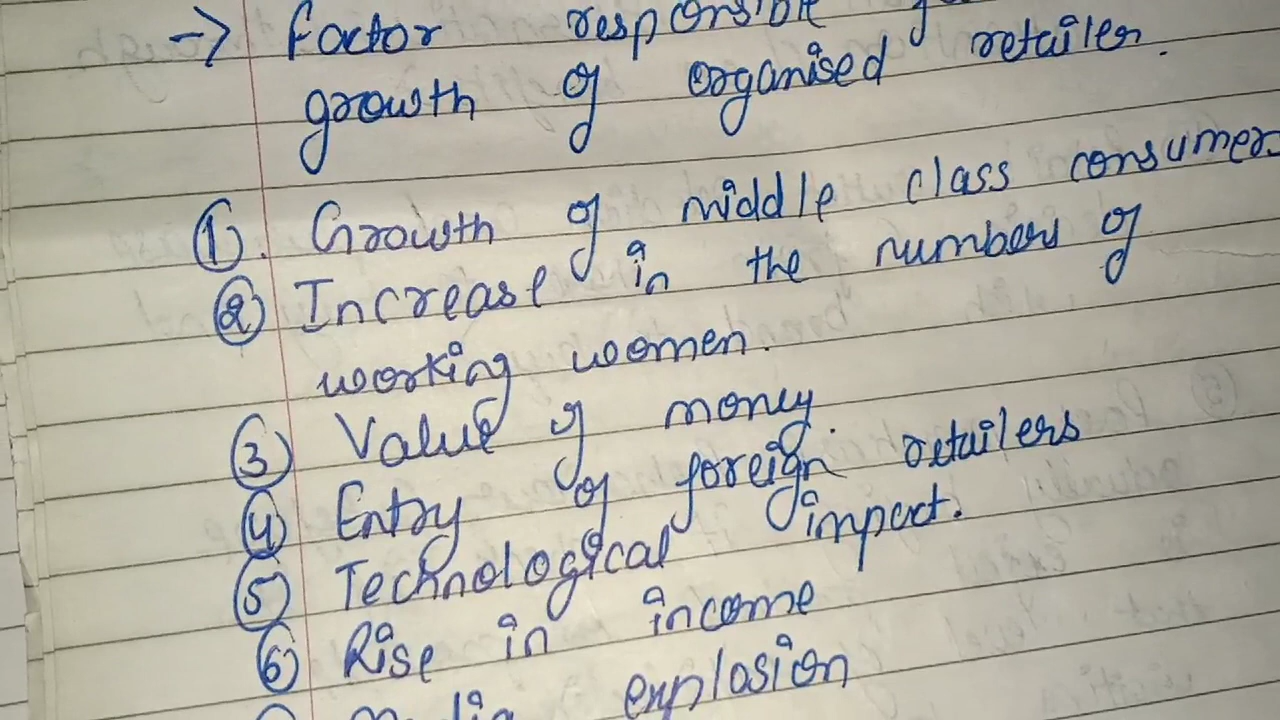 → Factor responsible
growth of organised retailer.
①. Growth of middle class consumer.
② Increase in the numbers of
working women.
③ Value of money.
④ Entry of foreign retailers
⑤ Technological impact.
⑥ Rise in income
explosion